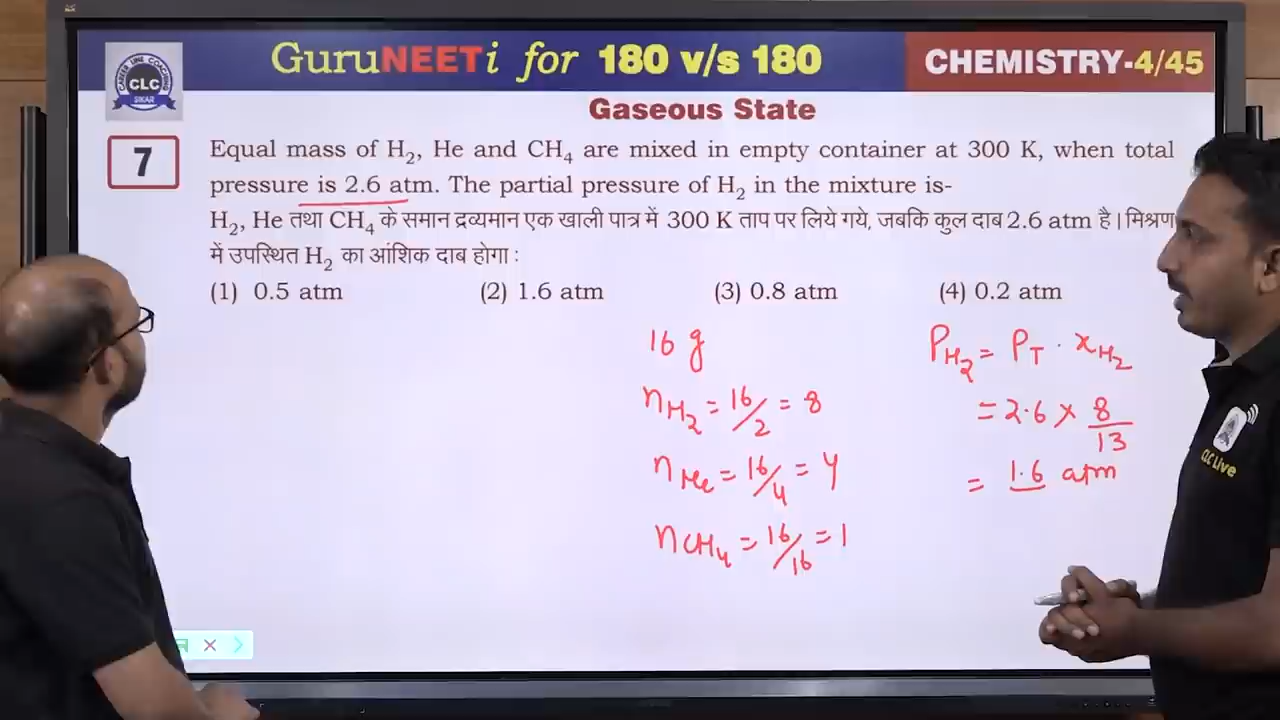 GuruNEETi for 180 v/s 180
CHEMISTRY-4/45
CAREER LINE COACHING
CLC
SIKAR
Gaseous State
7
Equal mass of H₂, He and CH₄ are mixed in empty container at 300 K, when total
pressure is 2.6 atm. The partial pressure of H₂ in the mixture is-
H₂, He तथा CH₄ के समान द्रव्यमान एक खाली पात्र में 300 K ताप पर लिये गये, जबकि कुल दाब 2.6 atm है। मिश्रण
में उपस्थित H₂ का आंशिक दाब होगा :
(1) 0.5 atm (2) 1.6 atm (3) 0.8 atm (4) 0.2 atm
16 g
nH₂ = 16/2 = 8
nHe = 16/4 = 4
nCH₄ = 16/16 = 1
PH₂ = PT · xH₂
= 2.6 × 8/13
= 1.6 atm
CLC Live